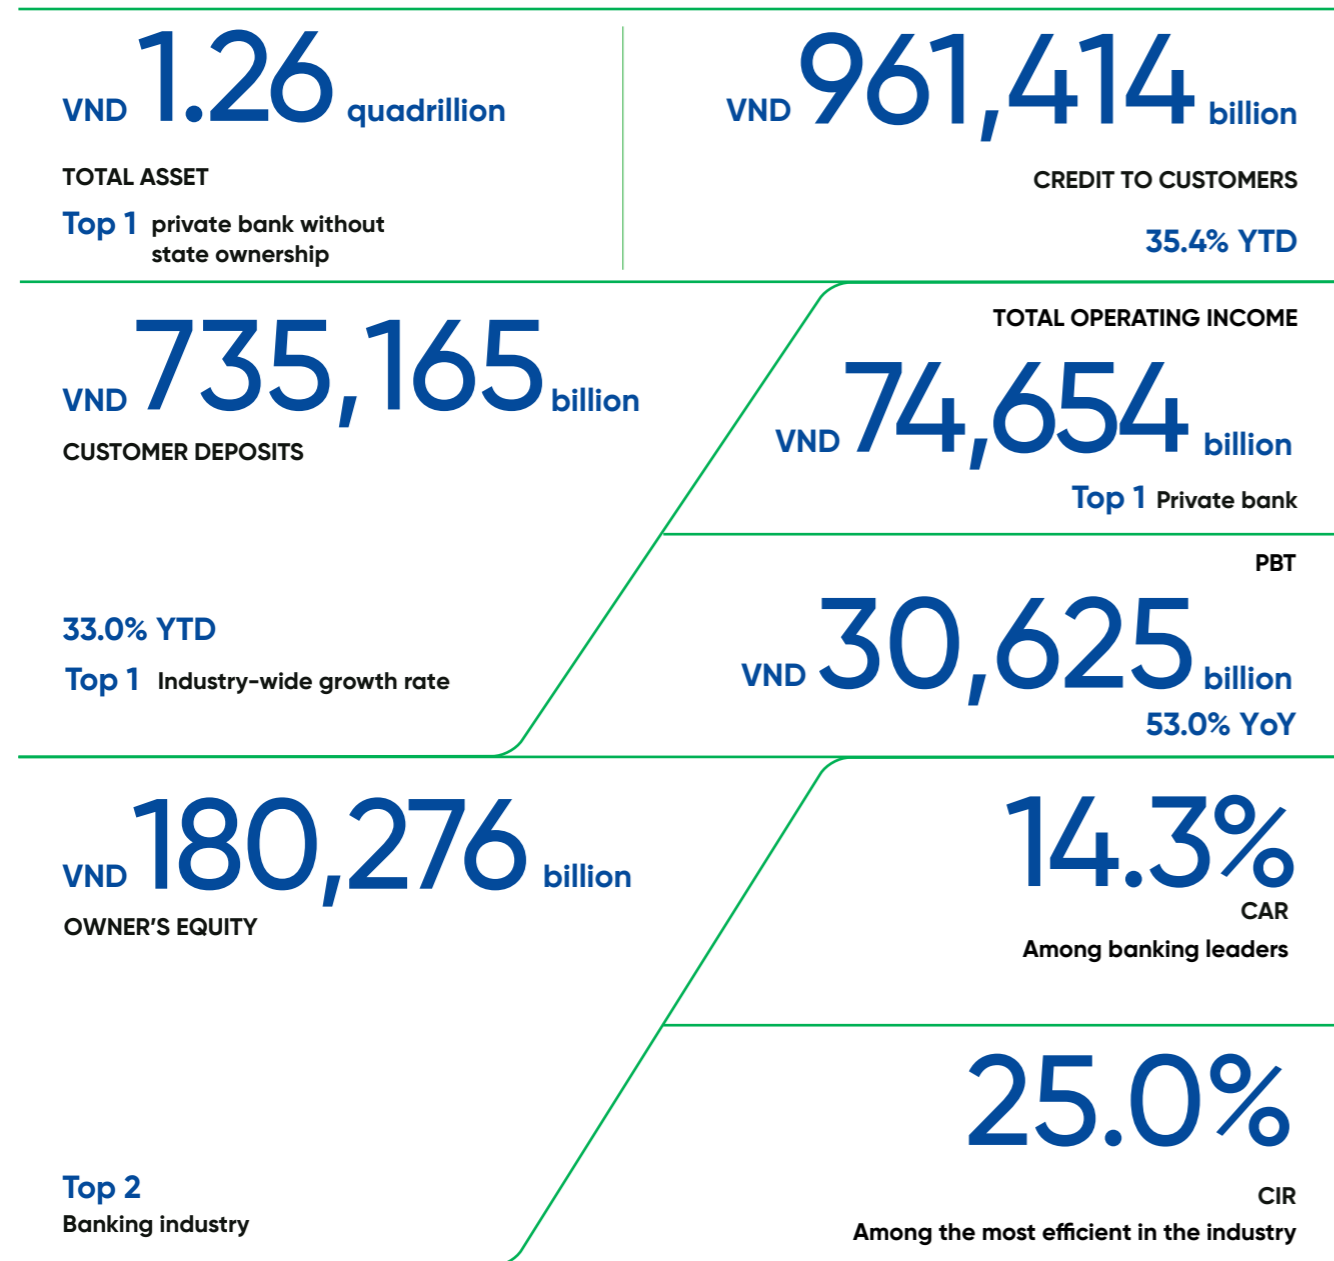 VND 1.26 quadrillion
TOTAL ASSET
Top 1 private bank without
state ownership
VND 961,414 billion
CREDIT TO CUSTOMERS
35.4% YTD
VND 735,165 billion
CUSTOMER DEPOSITS
33.0% YTD
Top 1 Industry-wide growth rate
TOTAL OPERATING INCOME
VND 74,654 billion
Top 1 Private bank
PBT
VND 30,625 billion
53.0% YoY
VND 180,276 billion
OWNER'S EQUITY
Top 2
Banking industry
14.3%
CAR
Among banking leaders
25.0%
CIR
Among the most efficient in the industry